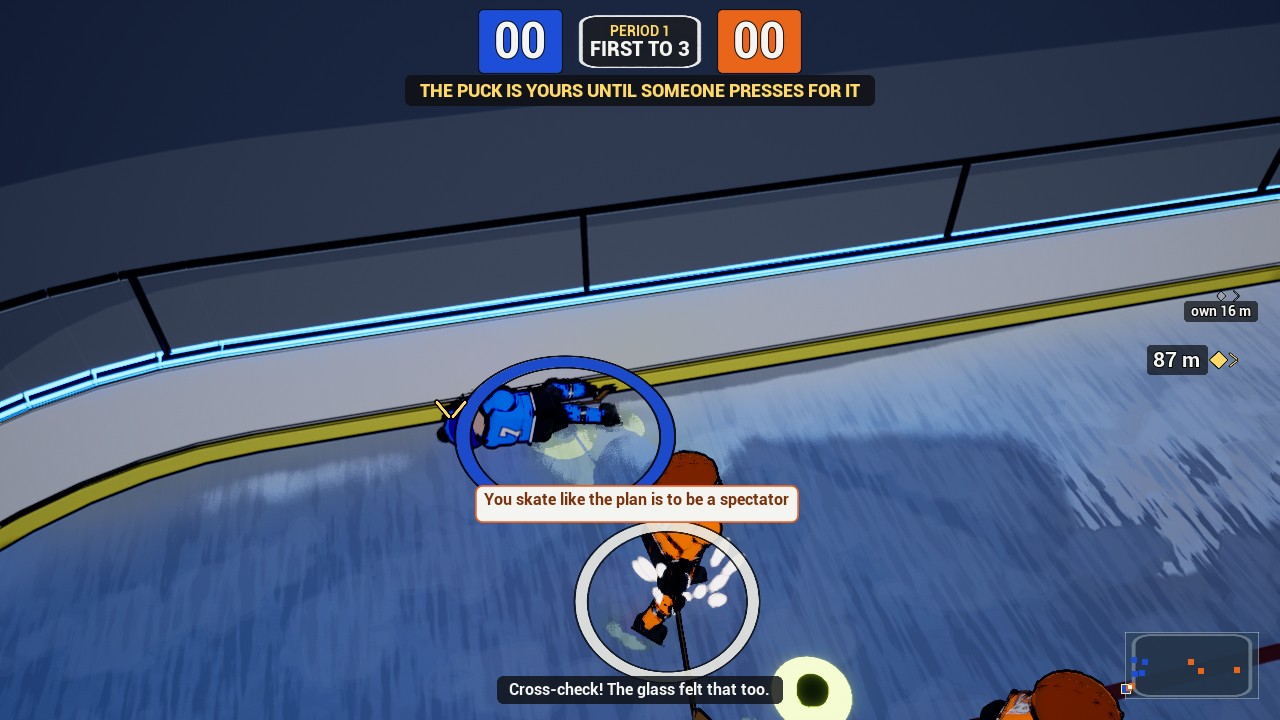 00
PERIOD 1
FIRST TO 3
00
THE PUCK IS YOURS UNTIL SOMEONE PRESSES FOR IT
own 16 m
87 m
7
You skate like the plan is to be a spectator
Cross-check! The glass felt that too.